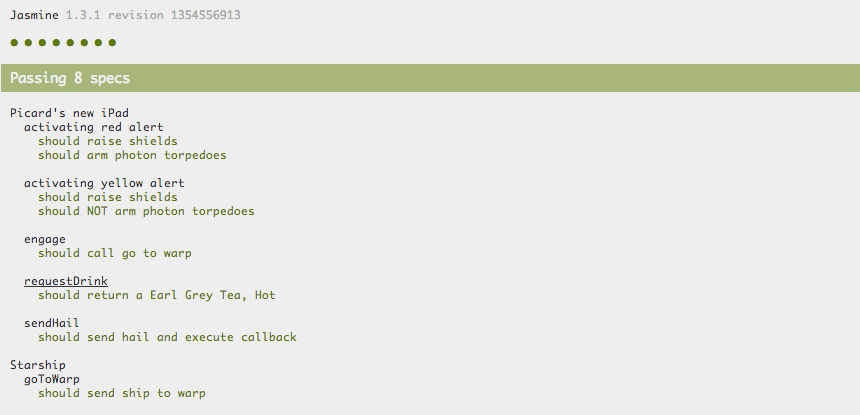 Jasmine 1.3.1 revision 1354556913
Passing 8 specs
Picard's new iPad
activating red alert
should raise shields
should arm photon torpedoes
activating yellow alert
should raise shields
should NOT arm photon torpedoes
engage
should call go to warp
requestDrink
should return a Earl Grey Tea, Hot
sendHail
should send hail and execute callback
Starship
goToWarp
should send ship to warp